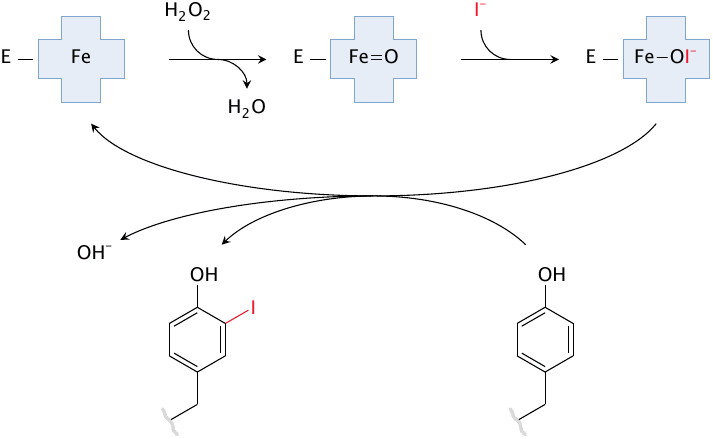 H₂O₂
I⁻
E Fe
E Fe=O
E Fe–OI⁻
H₂O
OH⁻
OH
OH
I